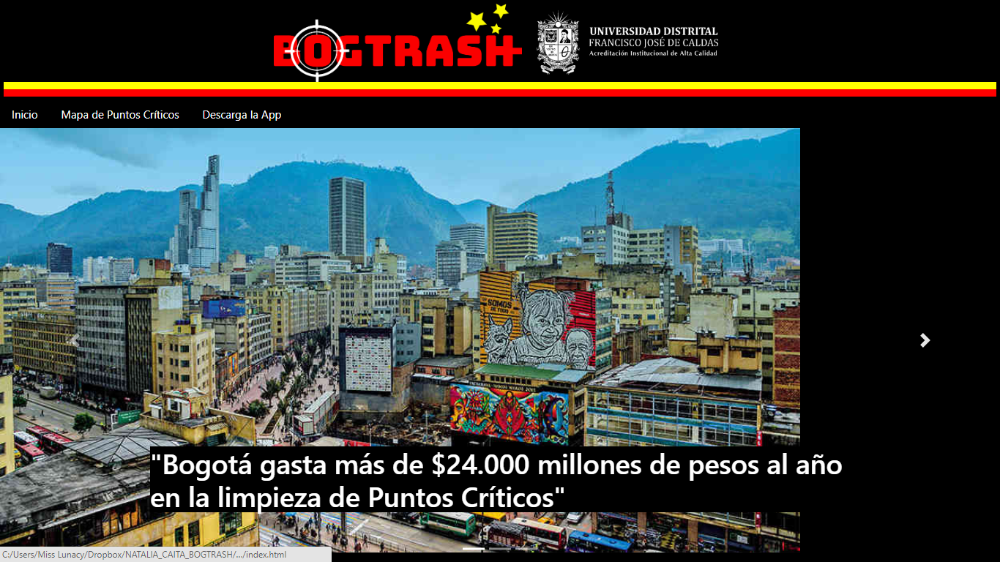 BOGTRASH
UNIVERSIDAD DISTRITAL
FRANCISCO JOSÉ DE CALDAS
Acreditación Institucional de Alta Calidad
Inicio Mapa de Puntos Críticos Descarga la App
SOMOS
DE TODO
"Bogotá gasta más de $24.000 millones de pesos al año
en la limpieza de Puntos Críticos"
C:/Users/Miss Lunacy/Dropbox/NATALIA_CAITA_BOGTRASH/.../index.html